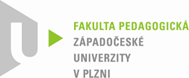 FAKULTA PEDAGOGICKÁ
ZÁPADOČESKÉ
UNIVERZITY
V PLZNI